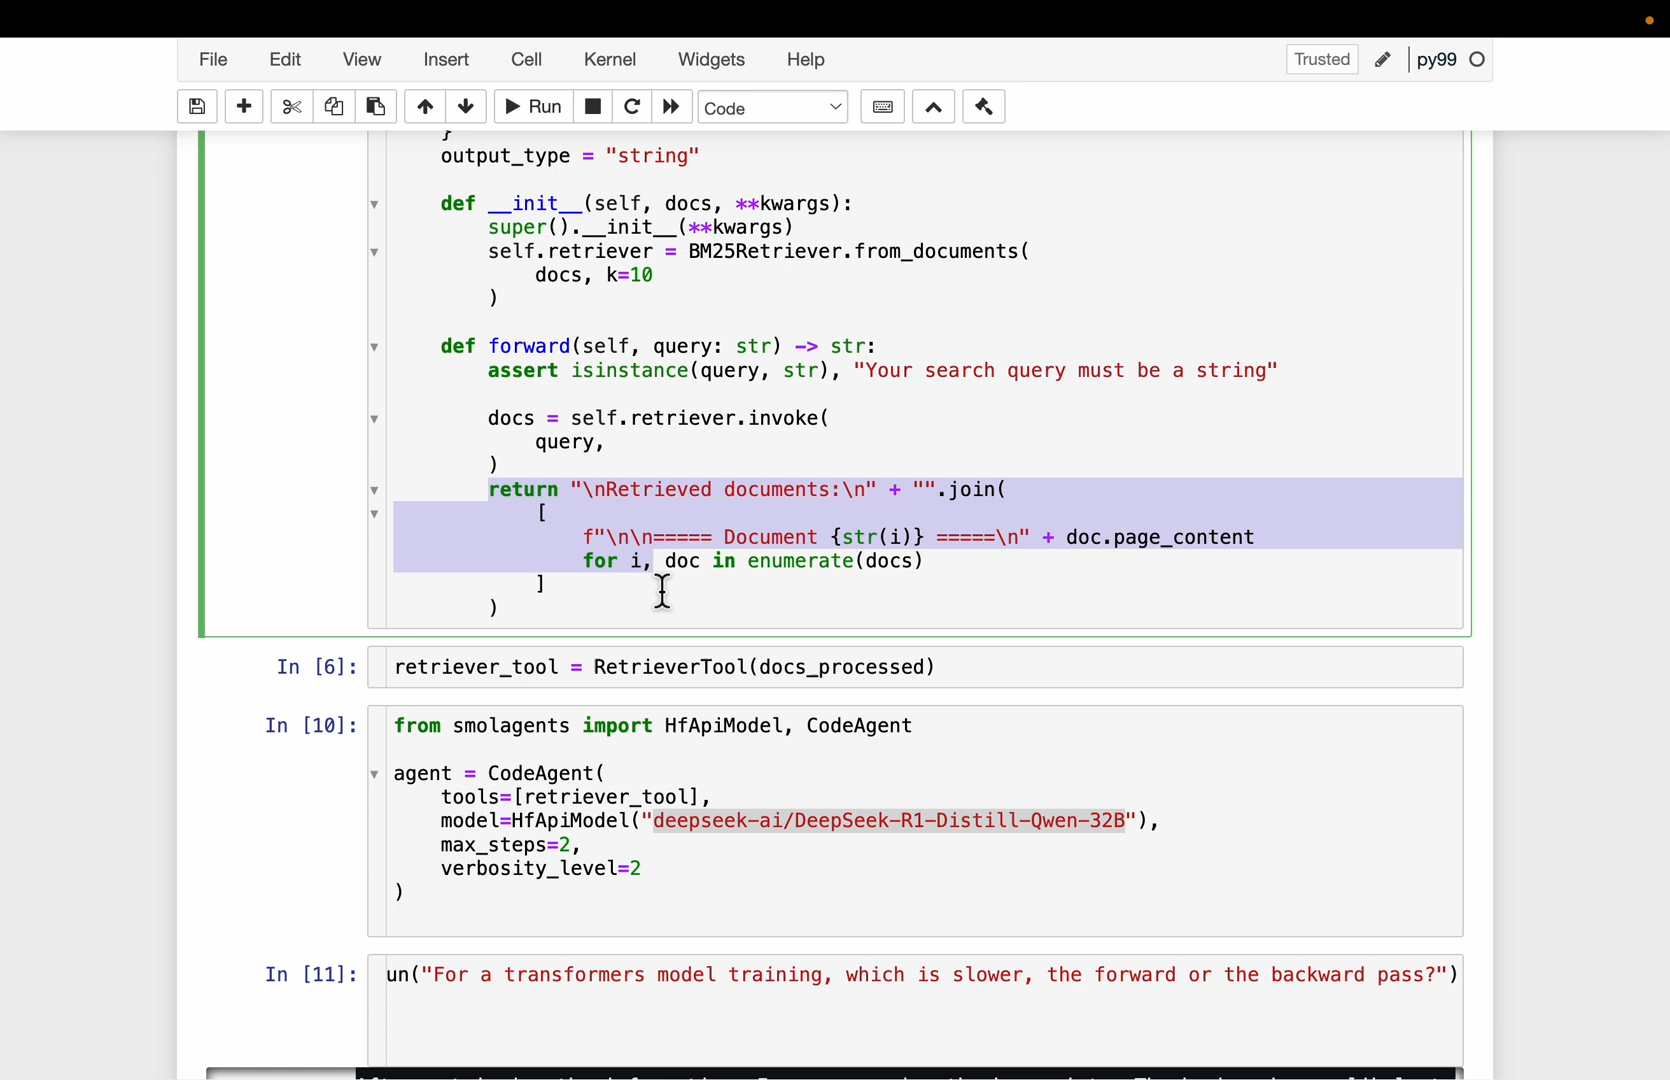 File Edit View Insert Cell Kernel Widgets Help Trusted py99
Run Code
}
output_type = "string"
def __init__(self, docs, **kwargs):
super().__init__(**kwargs)
self.retriever = BM25Retriever.from_documents(
docs, k=10
)
def forward(self, query: str) -> str:
assert isinstance(query, str), "Your search query must be a string"
docs = self.retriever.invoke(
query,
)
return "\nRetrieved documents:\n" + "".join(
[
f"\n\n===== Document {str(i)} =====\n" + doc.page_content
for i, doc in enumerate(docs)
]
)
In [6]: retriever_tool = RetrieverTool(docs_processed)
In [10]: from smolagents import HfApiModel, CodeAgent
agent = CodeAgent(
tools=[retriever_tool],
model=HfApiModel("deepseek-ai/DeepSeek-R1-Distill-Qwen-32B"),
max_steps=2,
verbosity_level=2
)
In [11]: un("For a transformers model training, which is slower, the forward or the backward pass?")